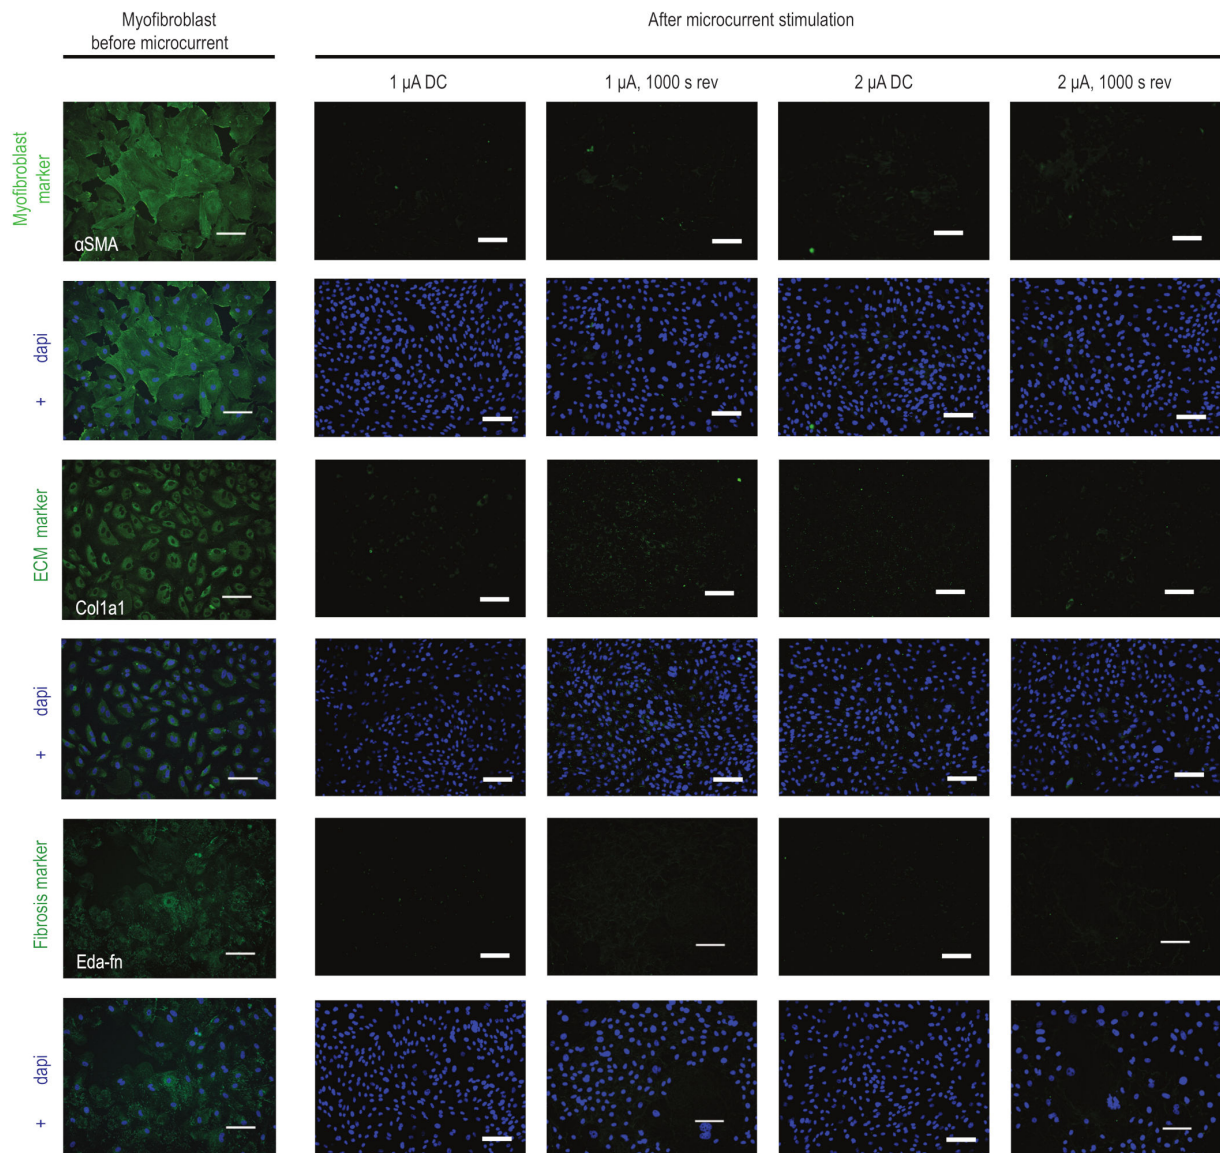 Myofibroblast
before microcurrent
After microcurrent stimulation
1 µA DC
1 µA, 1000 s rev
2 µA DC
2 µA, 1000 s rev
Myofibroblast
marker
αSMA
+ dapi
ECM marker
Col1a1
+ dapi
Fibrosis marker
Eda-fn
+ dapi